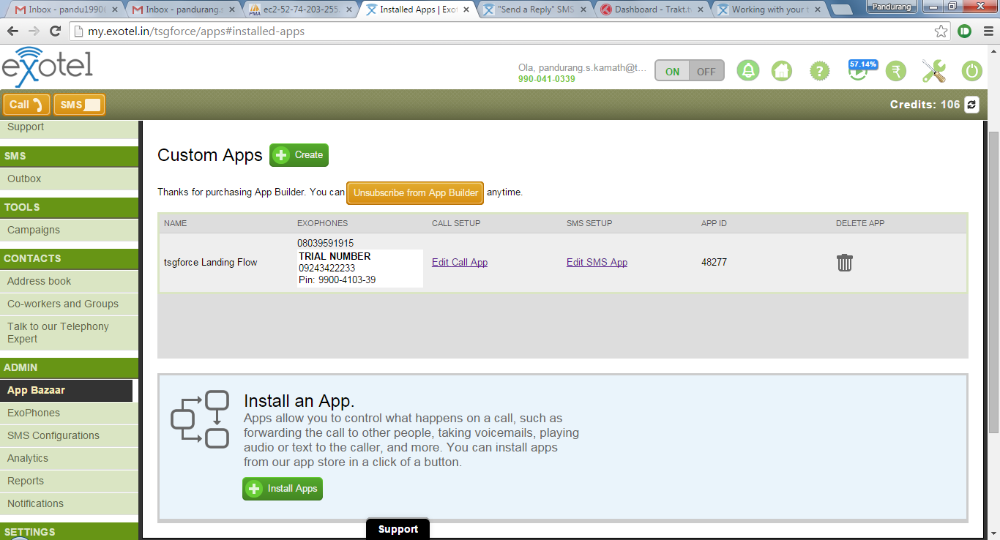 Pandurang
Inbox - pandu1990
Inbox - pandurang.s
ec2-52-74-203-255.
Installed Apps | Exot
"Send a Reply" SMS
Dashboard - Trakt.tv
Working with your t
my.exotel.in/tsgforce/apps#installed-apps
exotel
Ola, pandurang.s.kamath@t...
990-041-0339
ON OFF
57.14%
Call
SMS
Credits: 106
Support
SMS
Outbox
TOOLS
Campaigns
CONTACTS
Address book
Co-workers and Groups
Talk to our Telephony
Expert
ADMIN
App Bazaar
ExoPhones
SMS Configurations
Analytics
Reports
Notifications
SETTINGS
Custom Apps
Create
Thanks for purchasing App Builder. You can Unsubscribe from App Builder anytime.
NAME EXOPHONES CALL SETUP SMS SETUP APP ID DELETE APP
08039591915
TRIAL NUMBER
tsgforce Landing Flow 09243422233 Edit Call App Edit SMS App 48277
Pin: 9900-4103-39
Install an App.
Apps allow you to control what happens on a call, such as
forwarding the call to other people, taking voicemails, playing
audio or text to the caller, and more. You can install apps
from our app store in a click of a button.
Install Apps
Support